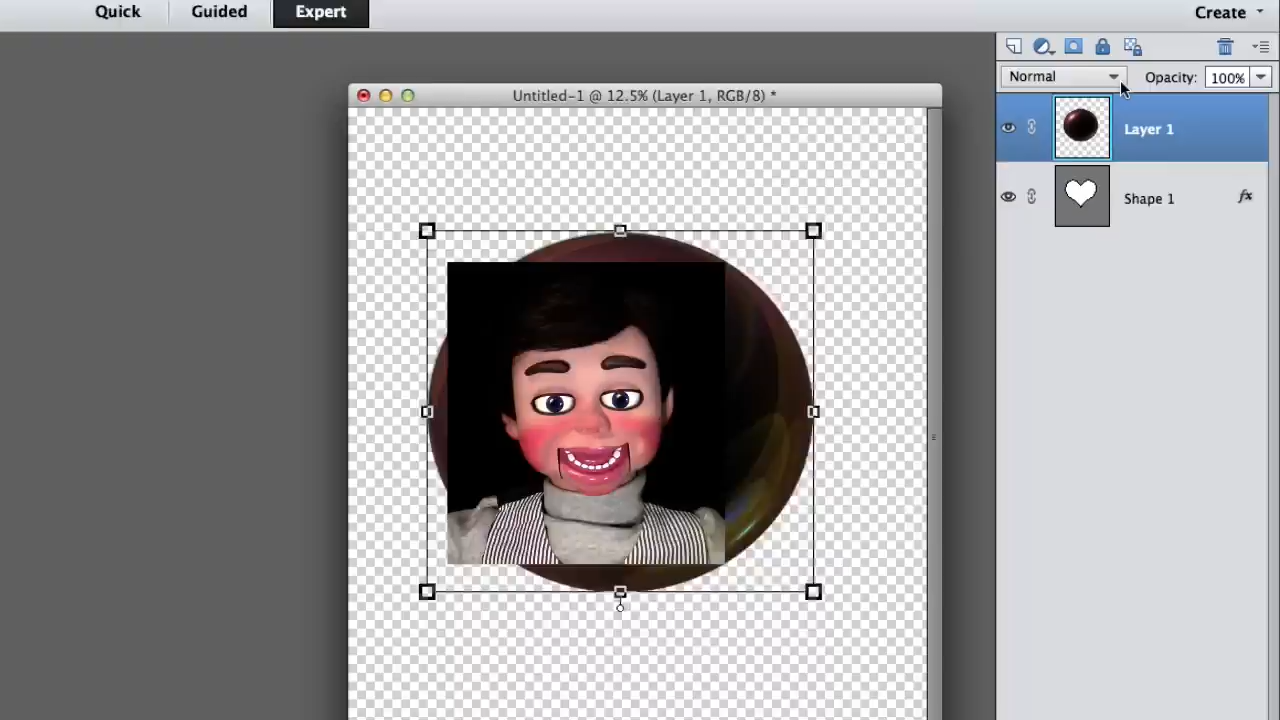 Quick
Guided
Expert
Create
Normal
Opacity: 100%
Untitled-1 @ 12.5% (Layer 1, RGB/8) *
Layer 1
Shape 1
fx